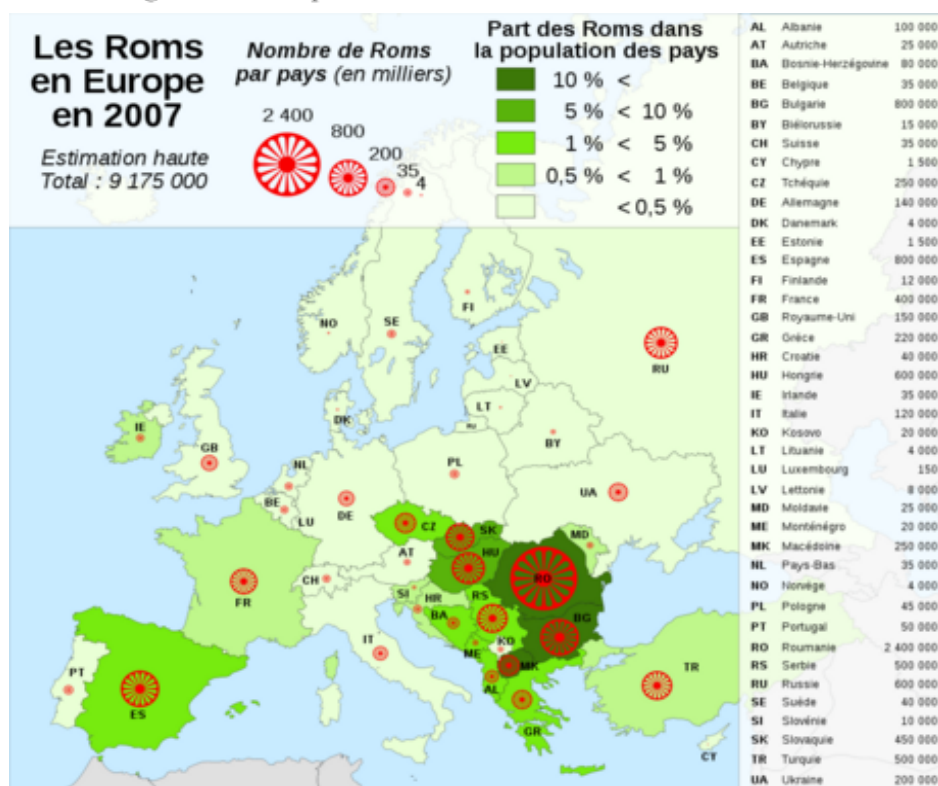 Les Roms
en Europe
en 2007
Estimation haute
Total : 9 175 000
Nombre de Roms
par pays (en milliers)
2 400
800
200
35
4
Part des Roms dans
la population des pays
10 % <
5 % < 10 %
1 % < 5 %
0,5 % < 1 %
< 0,5 %
AL Albanie 100 000
AT Autriche 25 000
BA Bosnie-Herzégovine 80 000
BE Belgique 35 000
BG Bulgarie 800 000
BY Biélorussie 15 000
CH Suisse 35 000
CY Chypre 1 500
CZ Tchéquie 250 000
DE Allemagne 140 000
DK Danemark 4 000
EE Estonie 1 500
ES Espagne 800 000
FI Finlande 12 000
FR France 400 000
GB Royaume-Uni 150 000
GR Grèce 220 000
HR Croatie 40 000
HU Hongrie 600 000
IE Irlande 35 000
IT Italie 120 000
KO Kosovo 20 000
LT Lituanie 4 000
LU Luxembourg 150
LV Lettonie 8 000
MD Moldavie 25 000
ME Monténégro 20 000
MK Macédoine 250 000
NL Pays-Bas 35 000
NO Norvège 4 000
PL Pologne 45 000
PT Portugal 50 000
RO Roumanie 2 400 000
RS Serbie 500 000
RU Russie 600 000
SE Suède 40 000
SI Slovénie 10 000
SK Slovaquie 450 000
TR Turquie 500 000
UA Ukraine 200 000
FI
NO
SE
EE
RU
LV
LT
DK
RU
IE
GB
BY
NL
PL
BE
DE
UA
LU
CZ
SK
AT
HU
MD
CH
RO
FR
SI
HR
RS
BA
BG
IT
KO
ME
MK
PT
TR
AL
ES
GR
CY